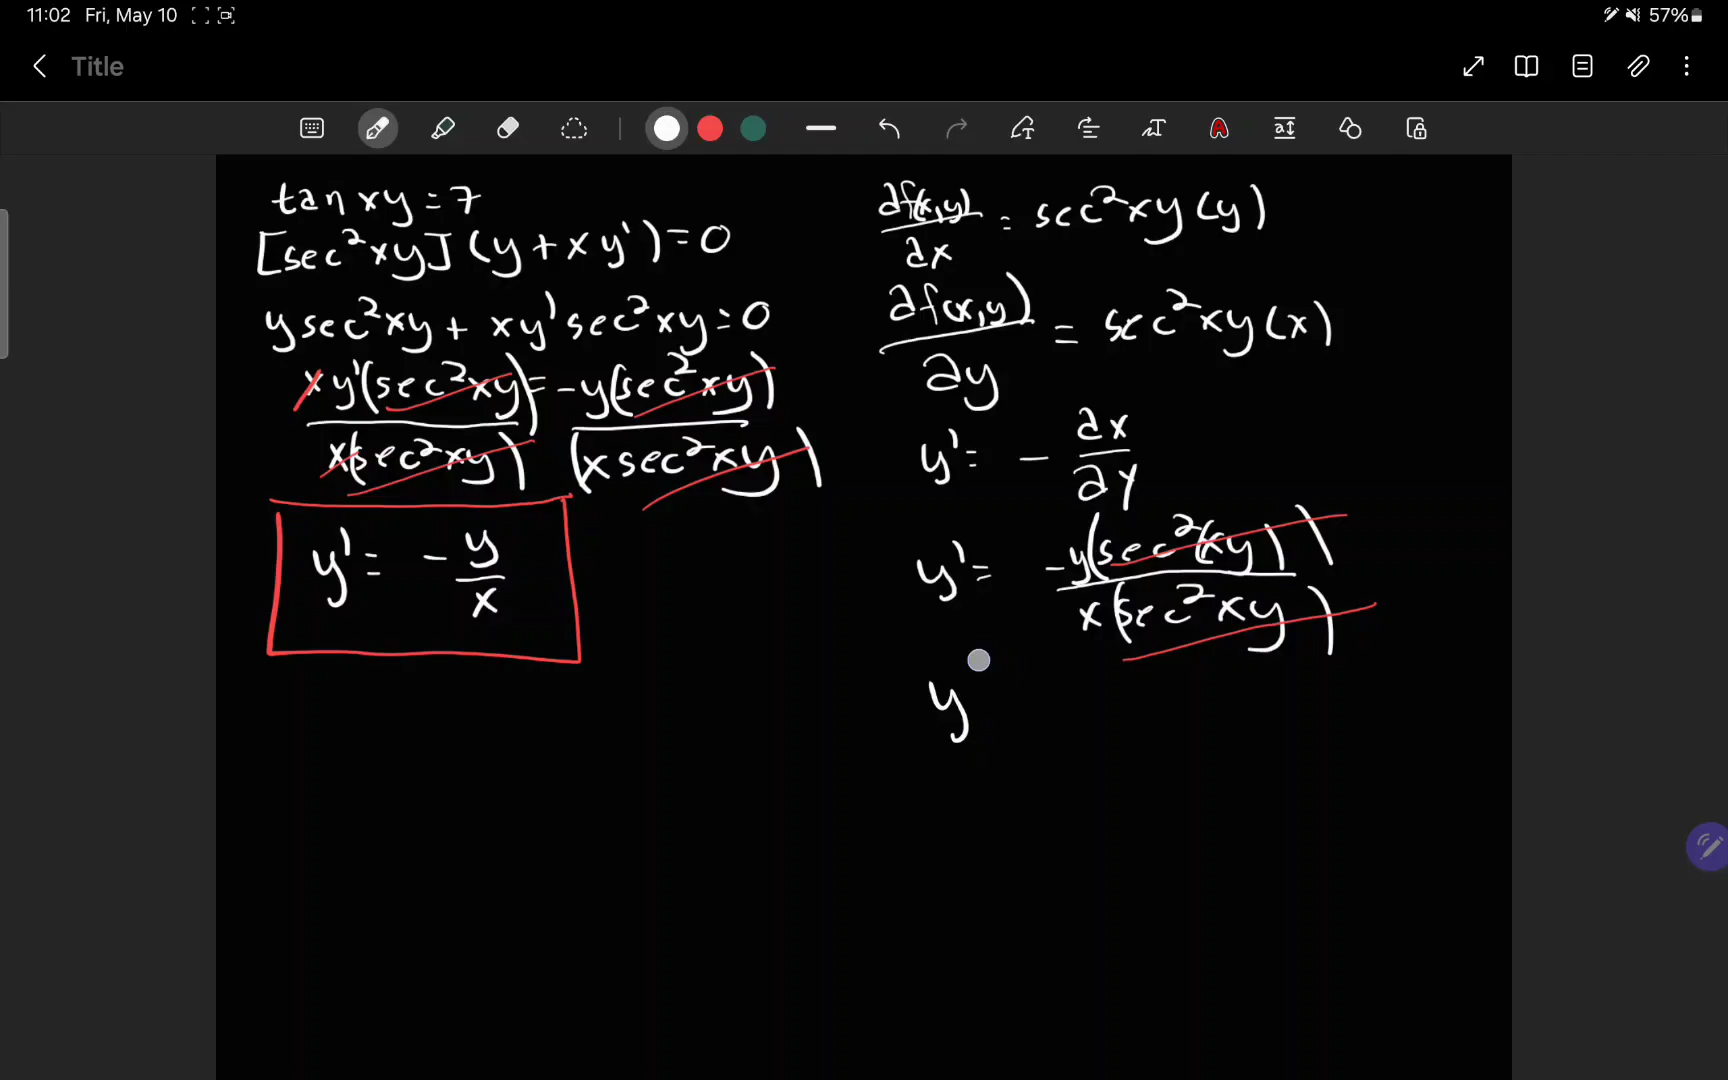 11:02 Fri, May 10 57%
Title
tan xy = 7
[sec²xy] (y + x y') = 0
y sec²xy + xy' sec²xy = 0
xy'(sec²xy) = -y(sec²xy)
x(sec²xy) (x sec²xy)
y' = - y
x
∂f(x,y) = sec²xy (y)
∂x
∂f(x,y) = sec²xy (x)
∂y
y' = - ∂x
∂y
y' = -y(sec²(xy))
x(sec²xy)
y